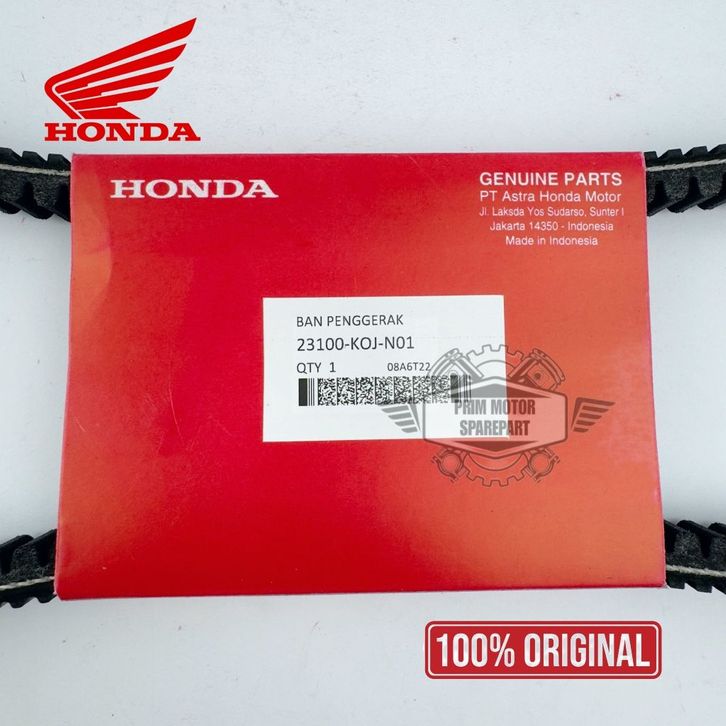 HONDA
HONDA
GENUINE PARTS
PT Astra Honda Motor
Jl. Laksda Yos Sudarso, Sunter I
Jakarta 14350 - Indonesia
Made in Indonesia
BAN PENGGERAK
23100-KOJ-N01
QTY 1 08A6T22
PRIM MOTOR
SPAREPART
100% ORIGINAL